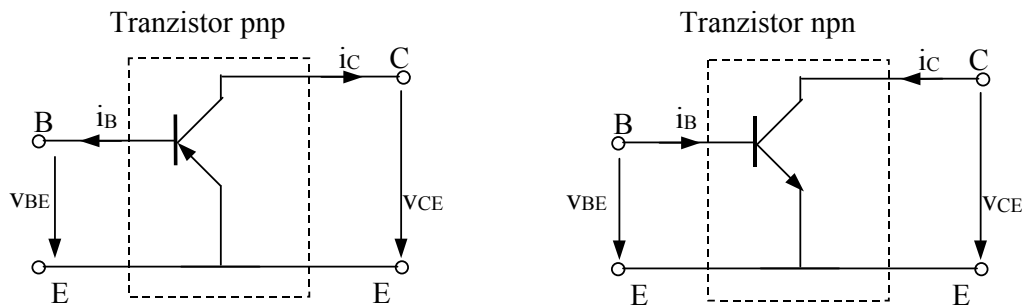 Tranzistor pnp
iC
C
B
iB
vBE
vCE
E
E
Tranzistor npn
iC
C
B
iB
vBE
vCE
E
E